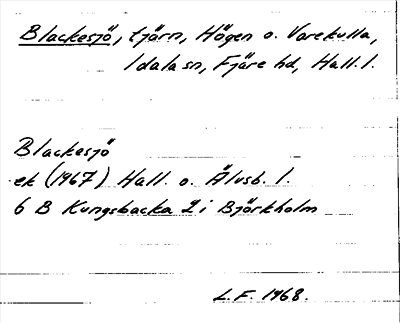 Blackesjö, tjärn, Högen o. Varekulla,
Idala sn, Fjäre hd, Hall. l.
Blackesjö
ek (1967) Hall. o. Älvsb. l.
6 B Kungsbacka 2 i Björkholm
L.F. 1968.